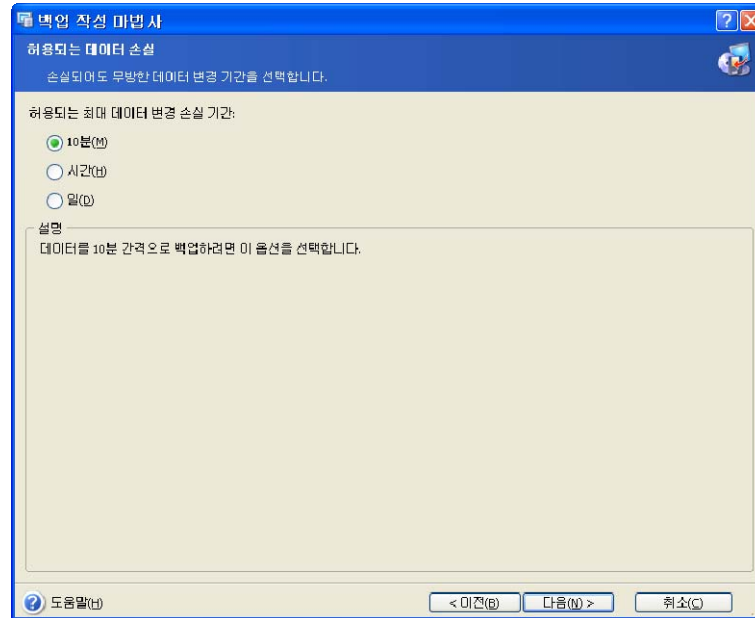 백업 작성 마법사
허용되는 데이터 손실
손실되어도 무방한 데이터 변경 기간을 선택합니다.
허용되는 최대 데이터 변경 손실 기간:
10분(M)
시간(H)
일(D)
설명
데이터를 10분 간격으로 백업하려면 이 옵션을 선택합니다.
도움말(H)
< 이전(B)
다음(N) >
취소(C)